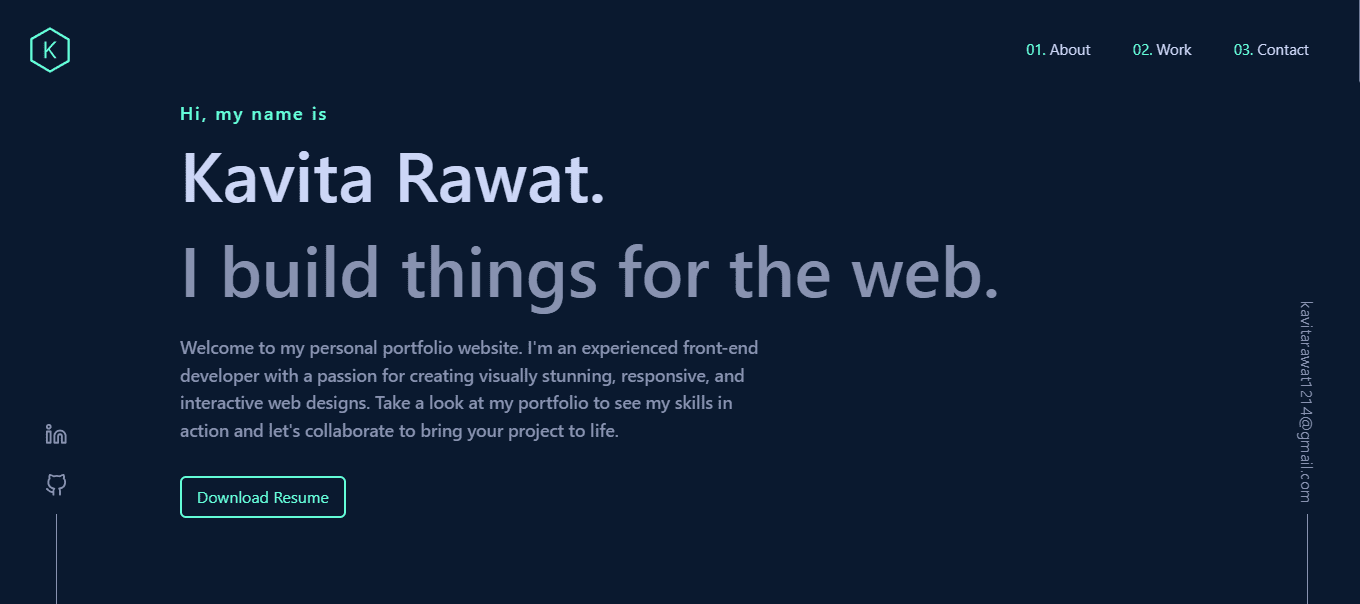 K
01. About 02. Work 03. Contact
Hi, my name is
Kavita Rawat.
I build things for the web.
Welcome to my personal portfolio website. I'm an experienced front-end
developer with a passion for creating visually stunning, responsive, and
interactive web designs. Take a look at my portfolio to see my skills in
action and let's collaborate to bring your project to life.
Download Resume
in
kavitarawat1214@gmail.com